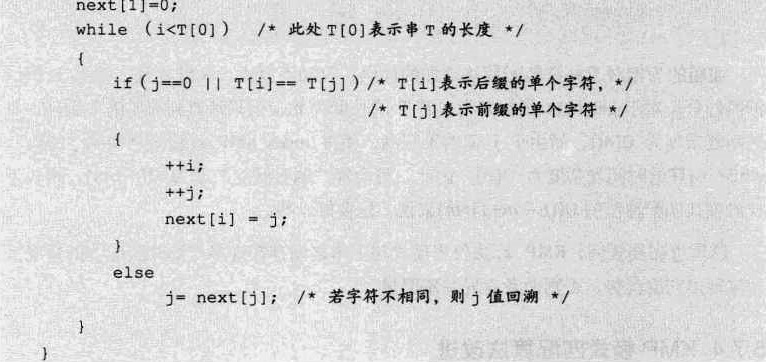 next[1]=0;
while (i<T[0]) /* 此处T[0]表示串T的长度 */
{
if(j==0 || T[i]== T[j])/* T[i]表示后缀的单个字符，*/
/* T[j]表示前缀的单个字符 */
{
++i;
++j;
next[i] = j;
}
else
j= next[j]; /* 若字符不相同，则j值回溯 */
}
}